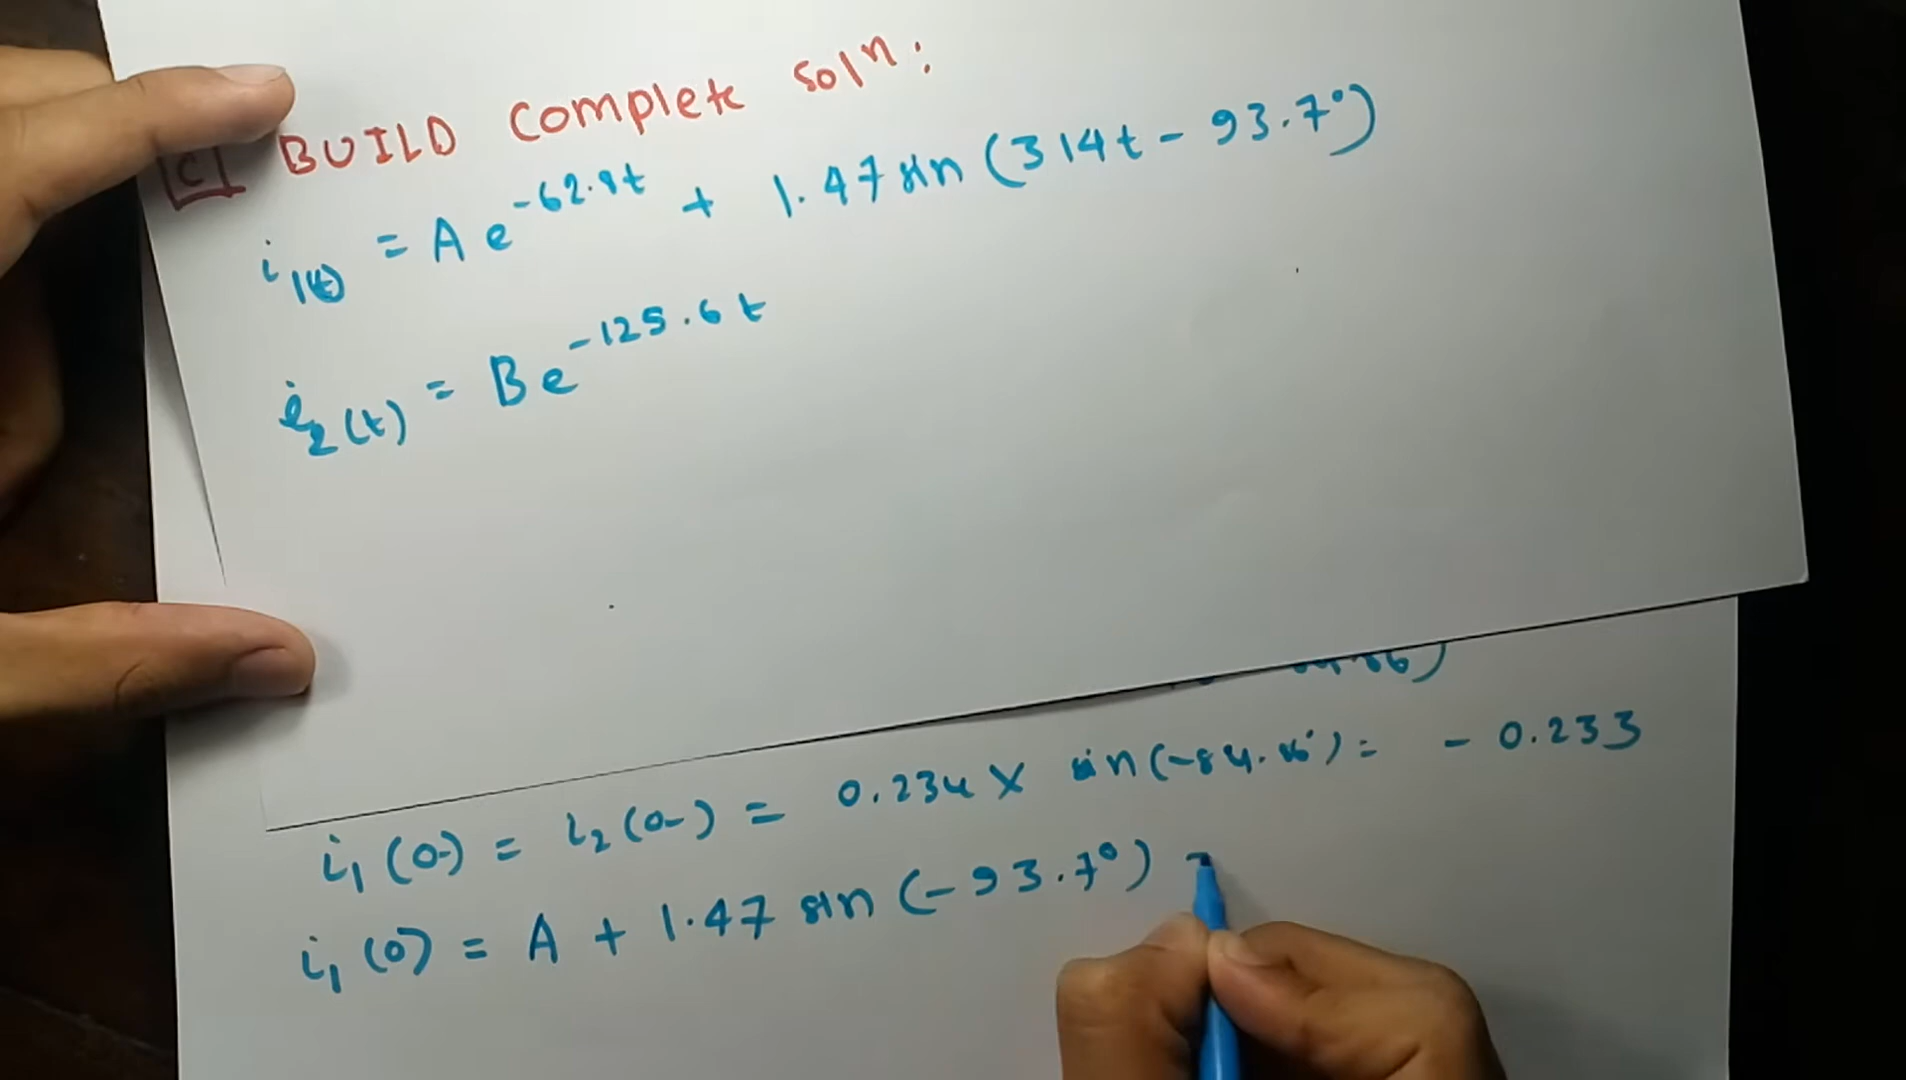 C BUILD Complete solⁿ:
i₁(t) = A e^-62.8t + 1.47 sin (314t - 93.7°)
i₂(t) = B e^-125.6t
i₁(0-) = i₂(0-) = 0.234 X sin(-84.86°) = - 0.233
i₁(0) = A + 1.47 sin (-93.7°) =